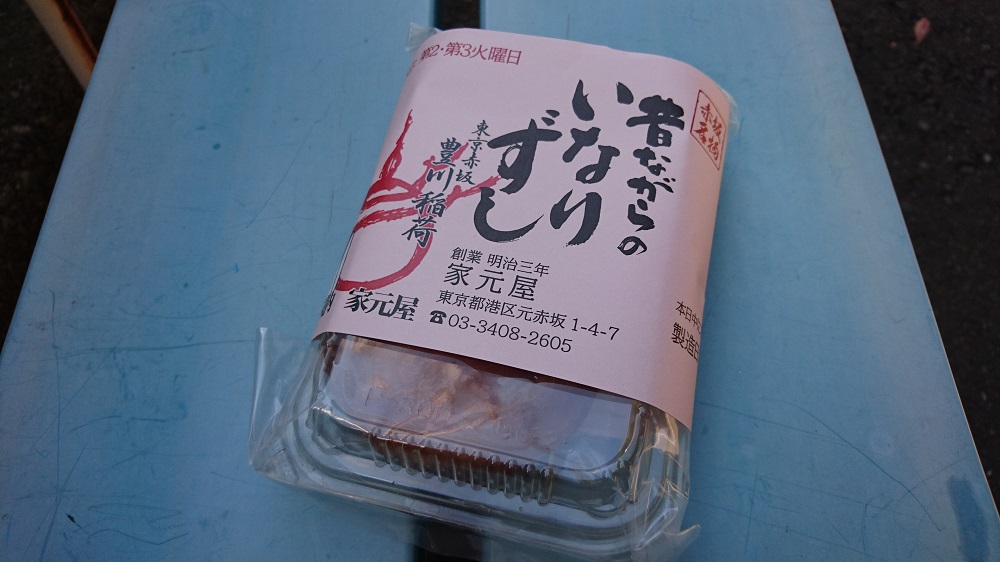 第2・第3火曜日
赤坂
名物
昔ながらの
いなり
ずし
東京赤坂
豊川稲荷
創業 明治三年
家元屋
東京都港区元赤坂 1-4-7
☎03-3408-2605
家元屋
本日中
製造